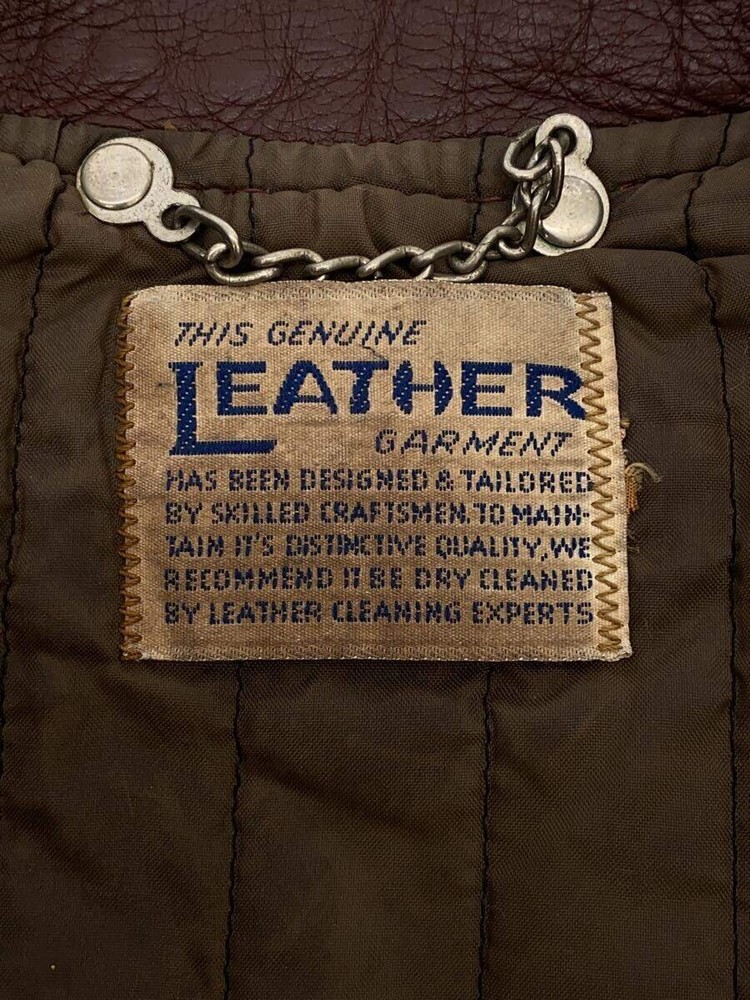 THIS GENUINE
LEATHER
GARMENT
HAS BEEN DESIGNED & TAILORED
BY SKILLED CRAFTSMEN. TO MAIN-
TAIM IT'S DISTINCTIVE QUALITY, WE
RECOMMEND IT BE DRY CLEANED
BY LEATHER CLEANING EXPERTS